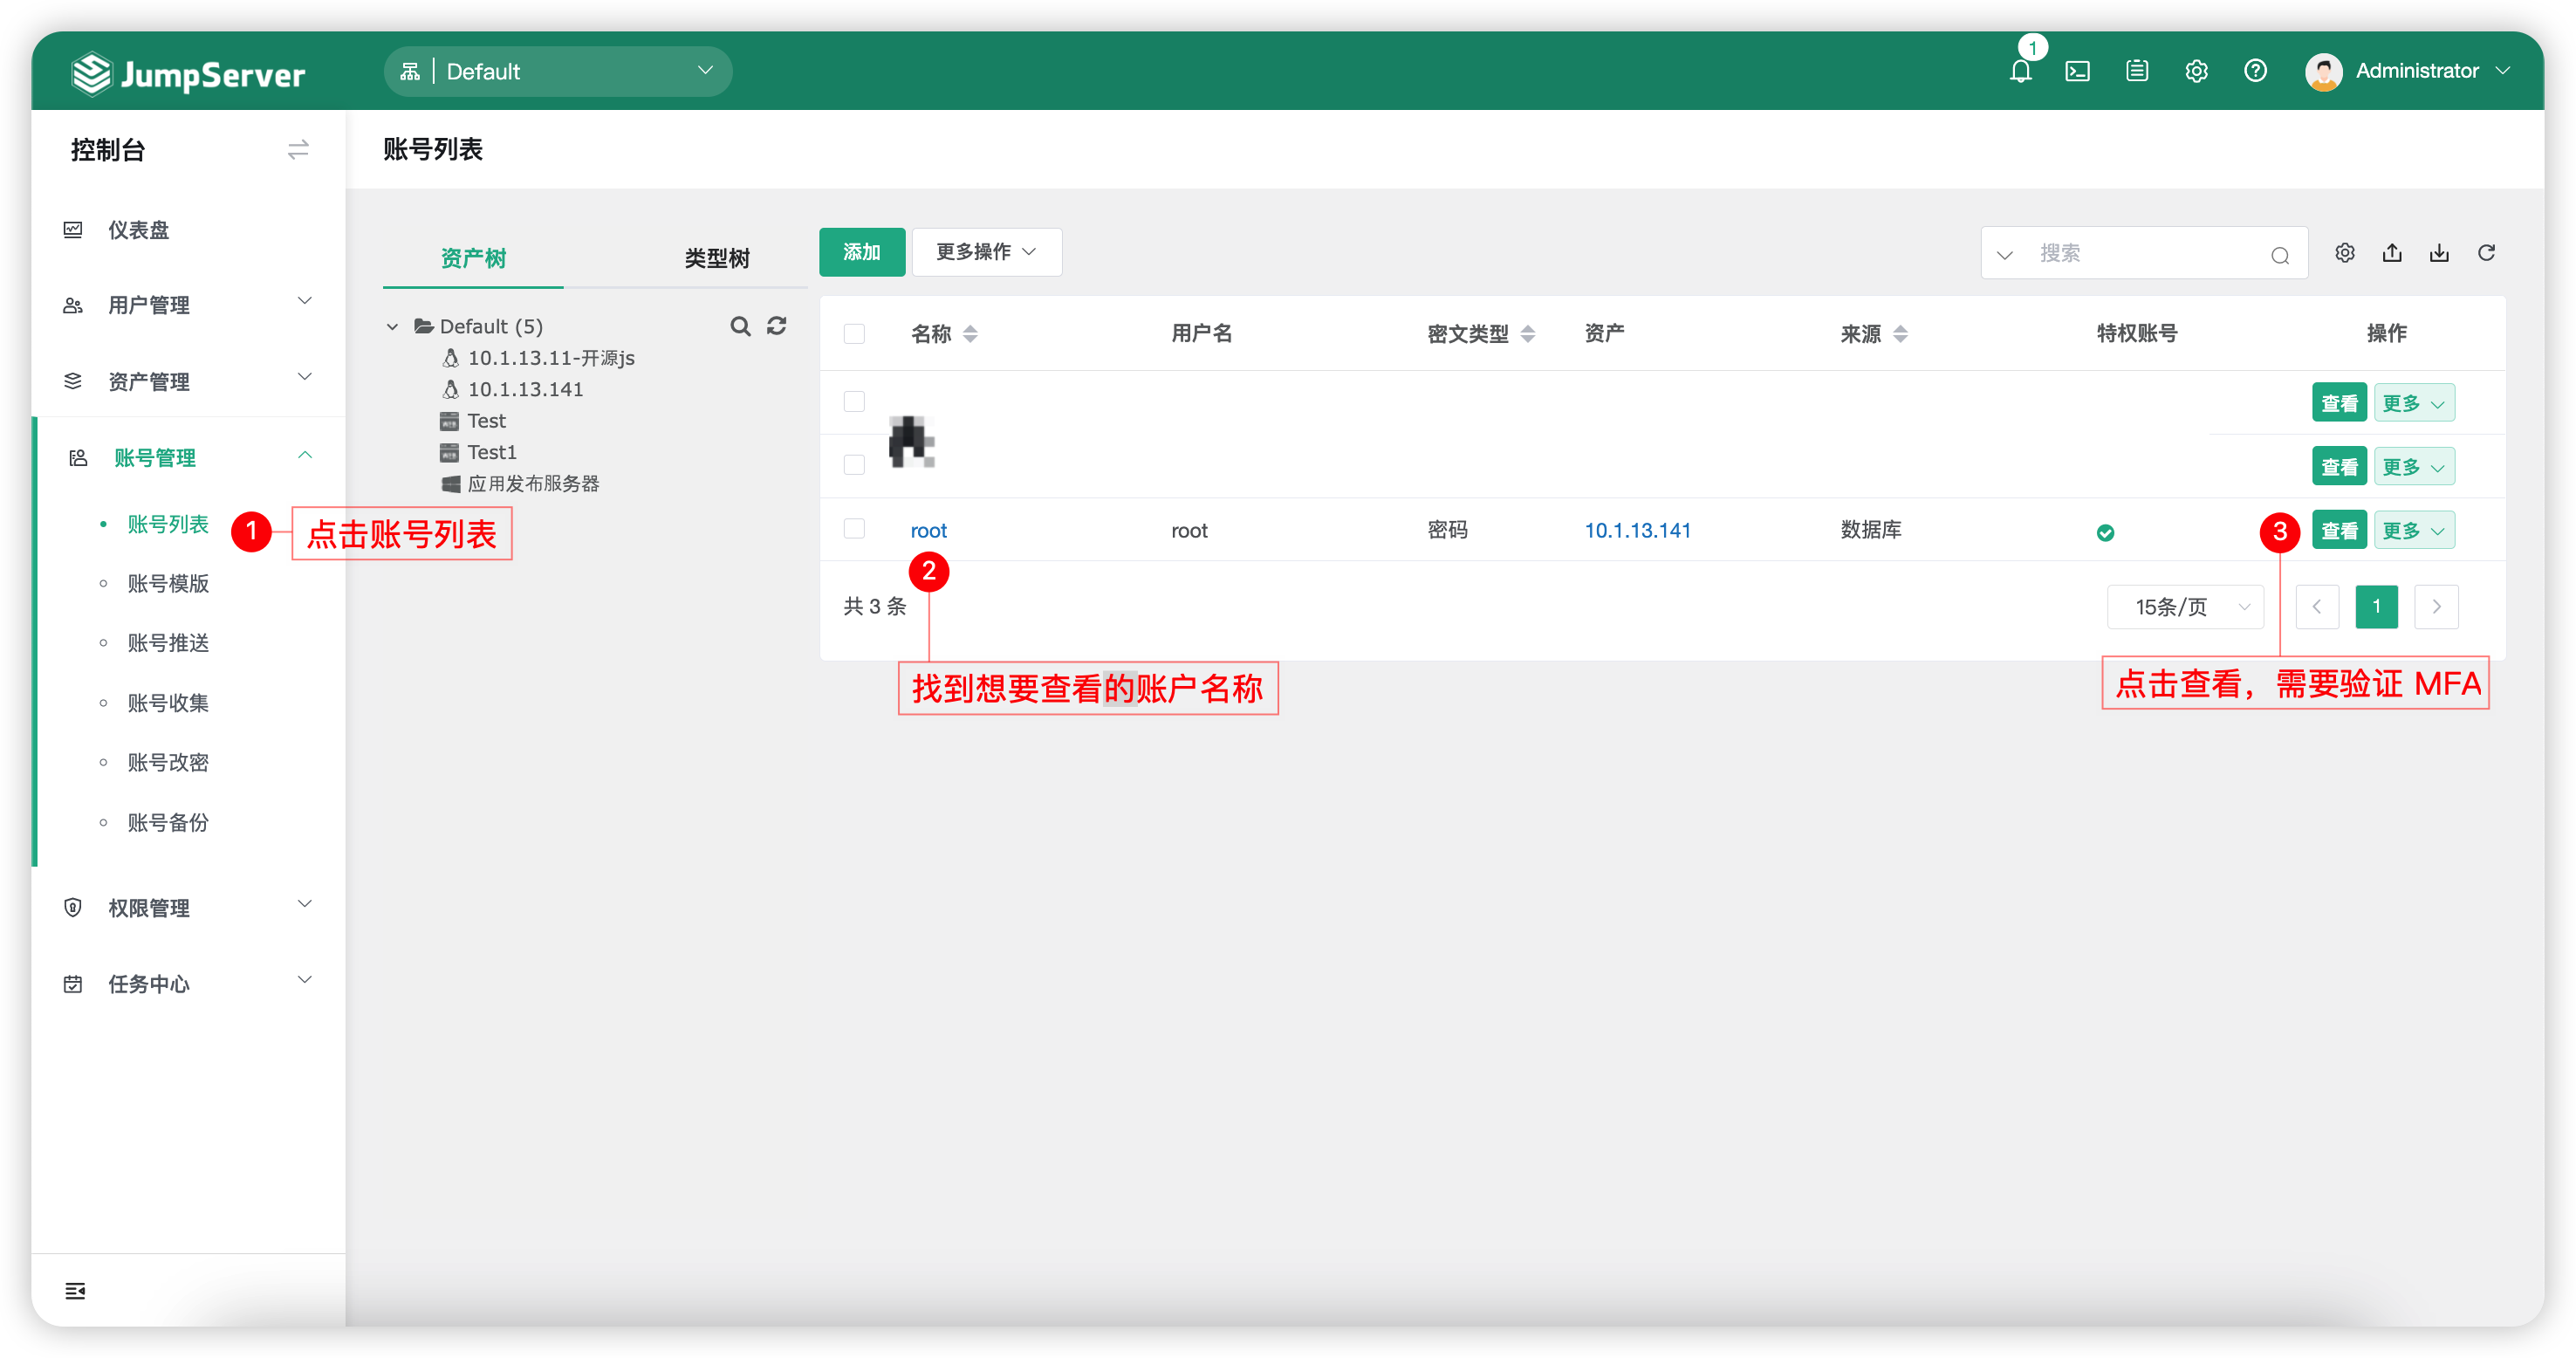 JumpServer
Default
1
Administrator
控制台
账号列表
仪表盘
用户管理
资产管理
账号管理
账号列表
账号模版
账号推送
账号收集
账号改密
账号备份
权限管理
任务中心
1
点击账号列表
资产树
类型树
Default (5)
10.1.13.11-开源js
10.1.13.141
Test
Test1
应用发布服务器
添加
更多操作
搜索
名称
用户名
密文类型
资产
来源
特权账号
操作
查看
更多
查看
更多
root
root
密码
10.1.13.141
数据库
3
查看
更多
2
共 3 条
15条/页
1
找到想要查看的账户名称
点击查看，需要验证 MFA